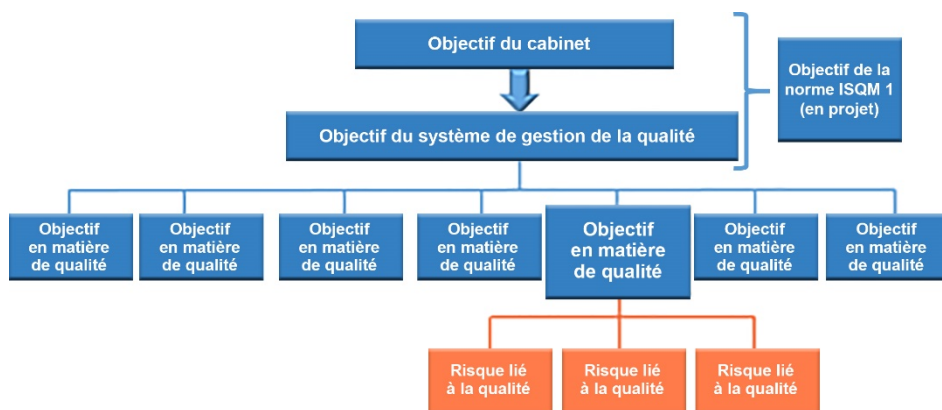 Objectif du cabinet
Objectif de la
norme ISQM 1
(en projet)
Objectif du système de gestion de la qualité
Objectif
en matière
de qualité
Objectif
en matière
de qualité
Objectif
en matière
de qualité
Objectif
en matière
de qualité
Objectif
en matière
de qualité
Objectif
en matière
de qualité
Objectif
en matière
de qualité
Risque lié
à la qualité
Risque lié
à la qualité
Risque lié
à la qualité